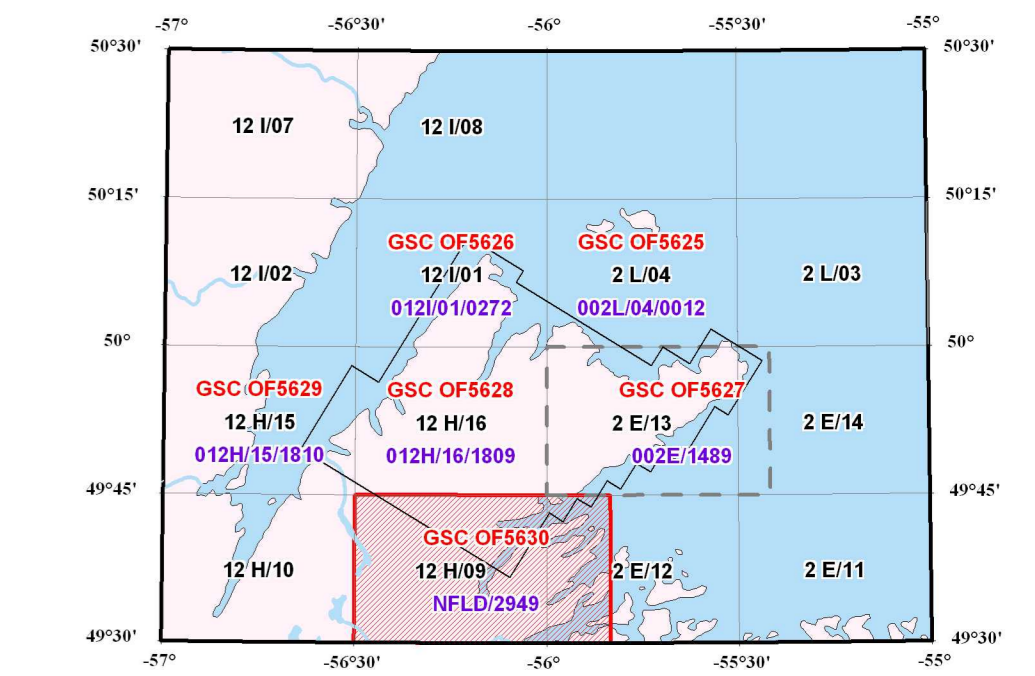 -57°
-56°30'
-56°
-55°30'
-55°
50°30'
50°30'
12 I/07
12 I/08
50°15'
50°15'
GSC OF5626
GSC OF5625
12 I/02
12 I/01
2 L/04
2 L/03
012I/01/0272
002L/04/0012
50°
50°
GSC OF5629
GSC OF5628
GSC OF5627
12 H/15
12 H/16
2 E/13
2 E/14
012H/15/1810
012H/16/1809
002E/1489
49°45'
49°45'
GSC OF5630
12 H/10
12 H/09
2 E/12
2 E/11
NFLD/2949
49°30'
49°30'
-57°
-56°30'
-56°
-55°30'
-55°